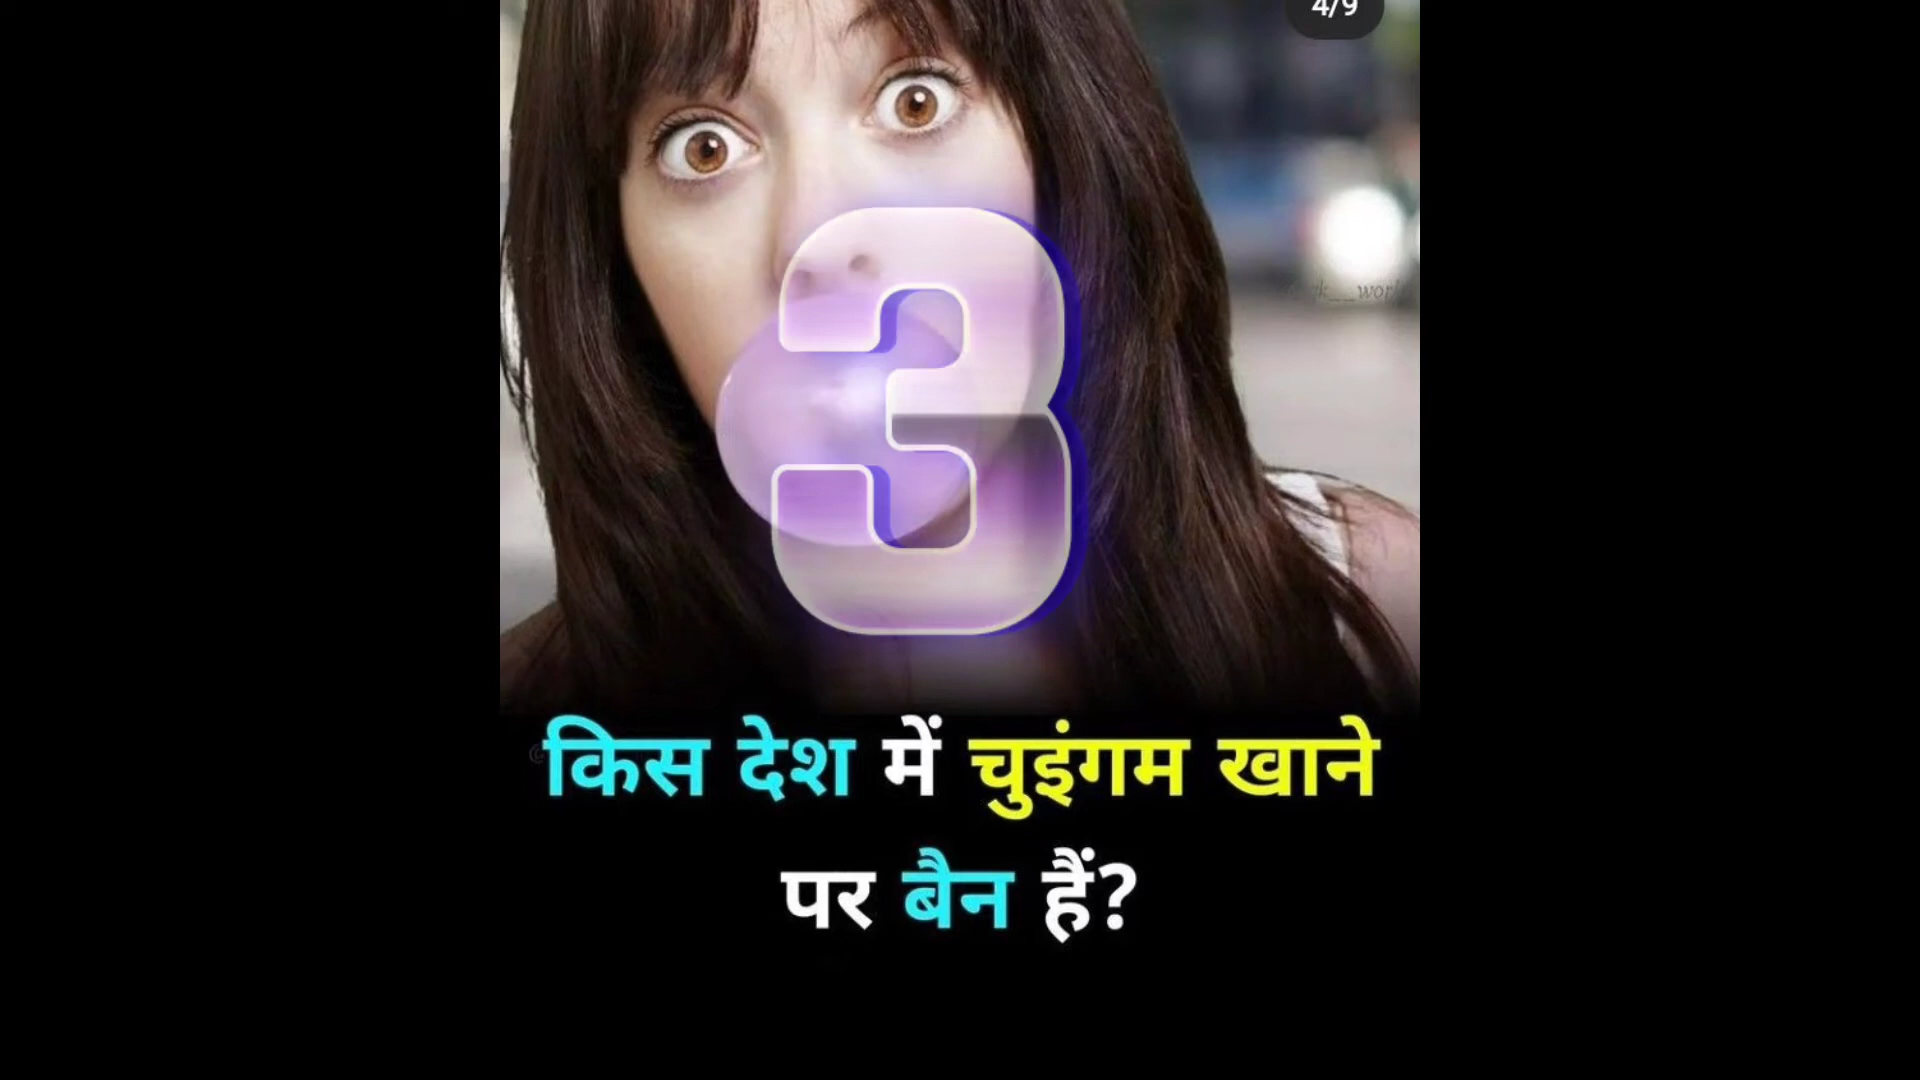 4/9
3
किस देश में चुइंगम खाने
पर बैन हैं?